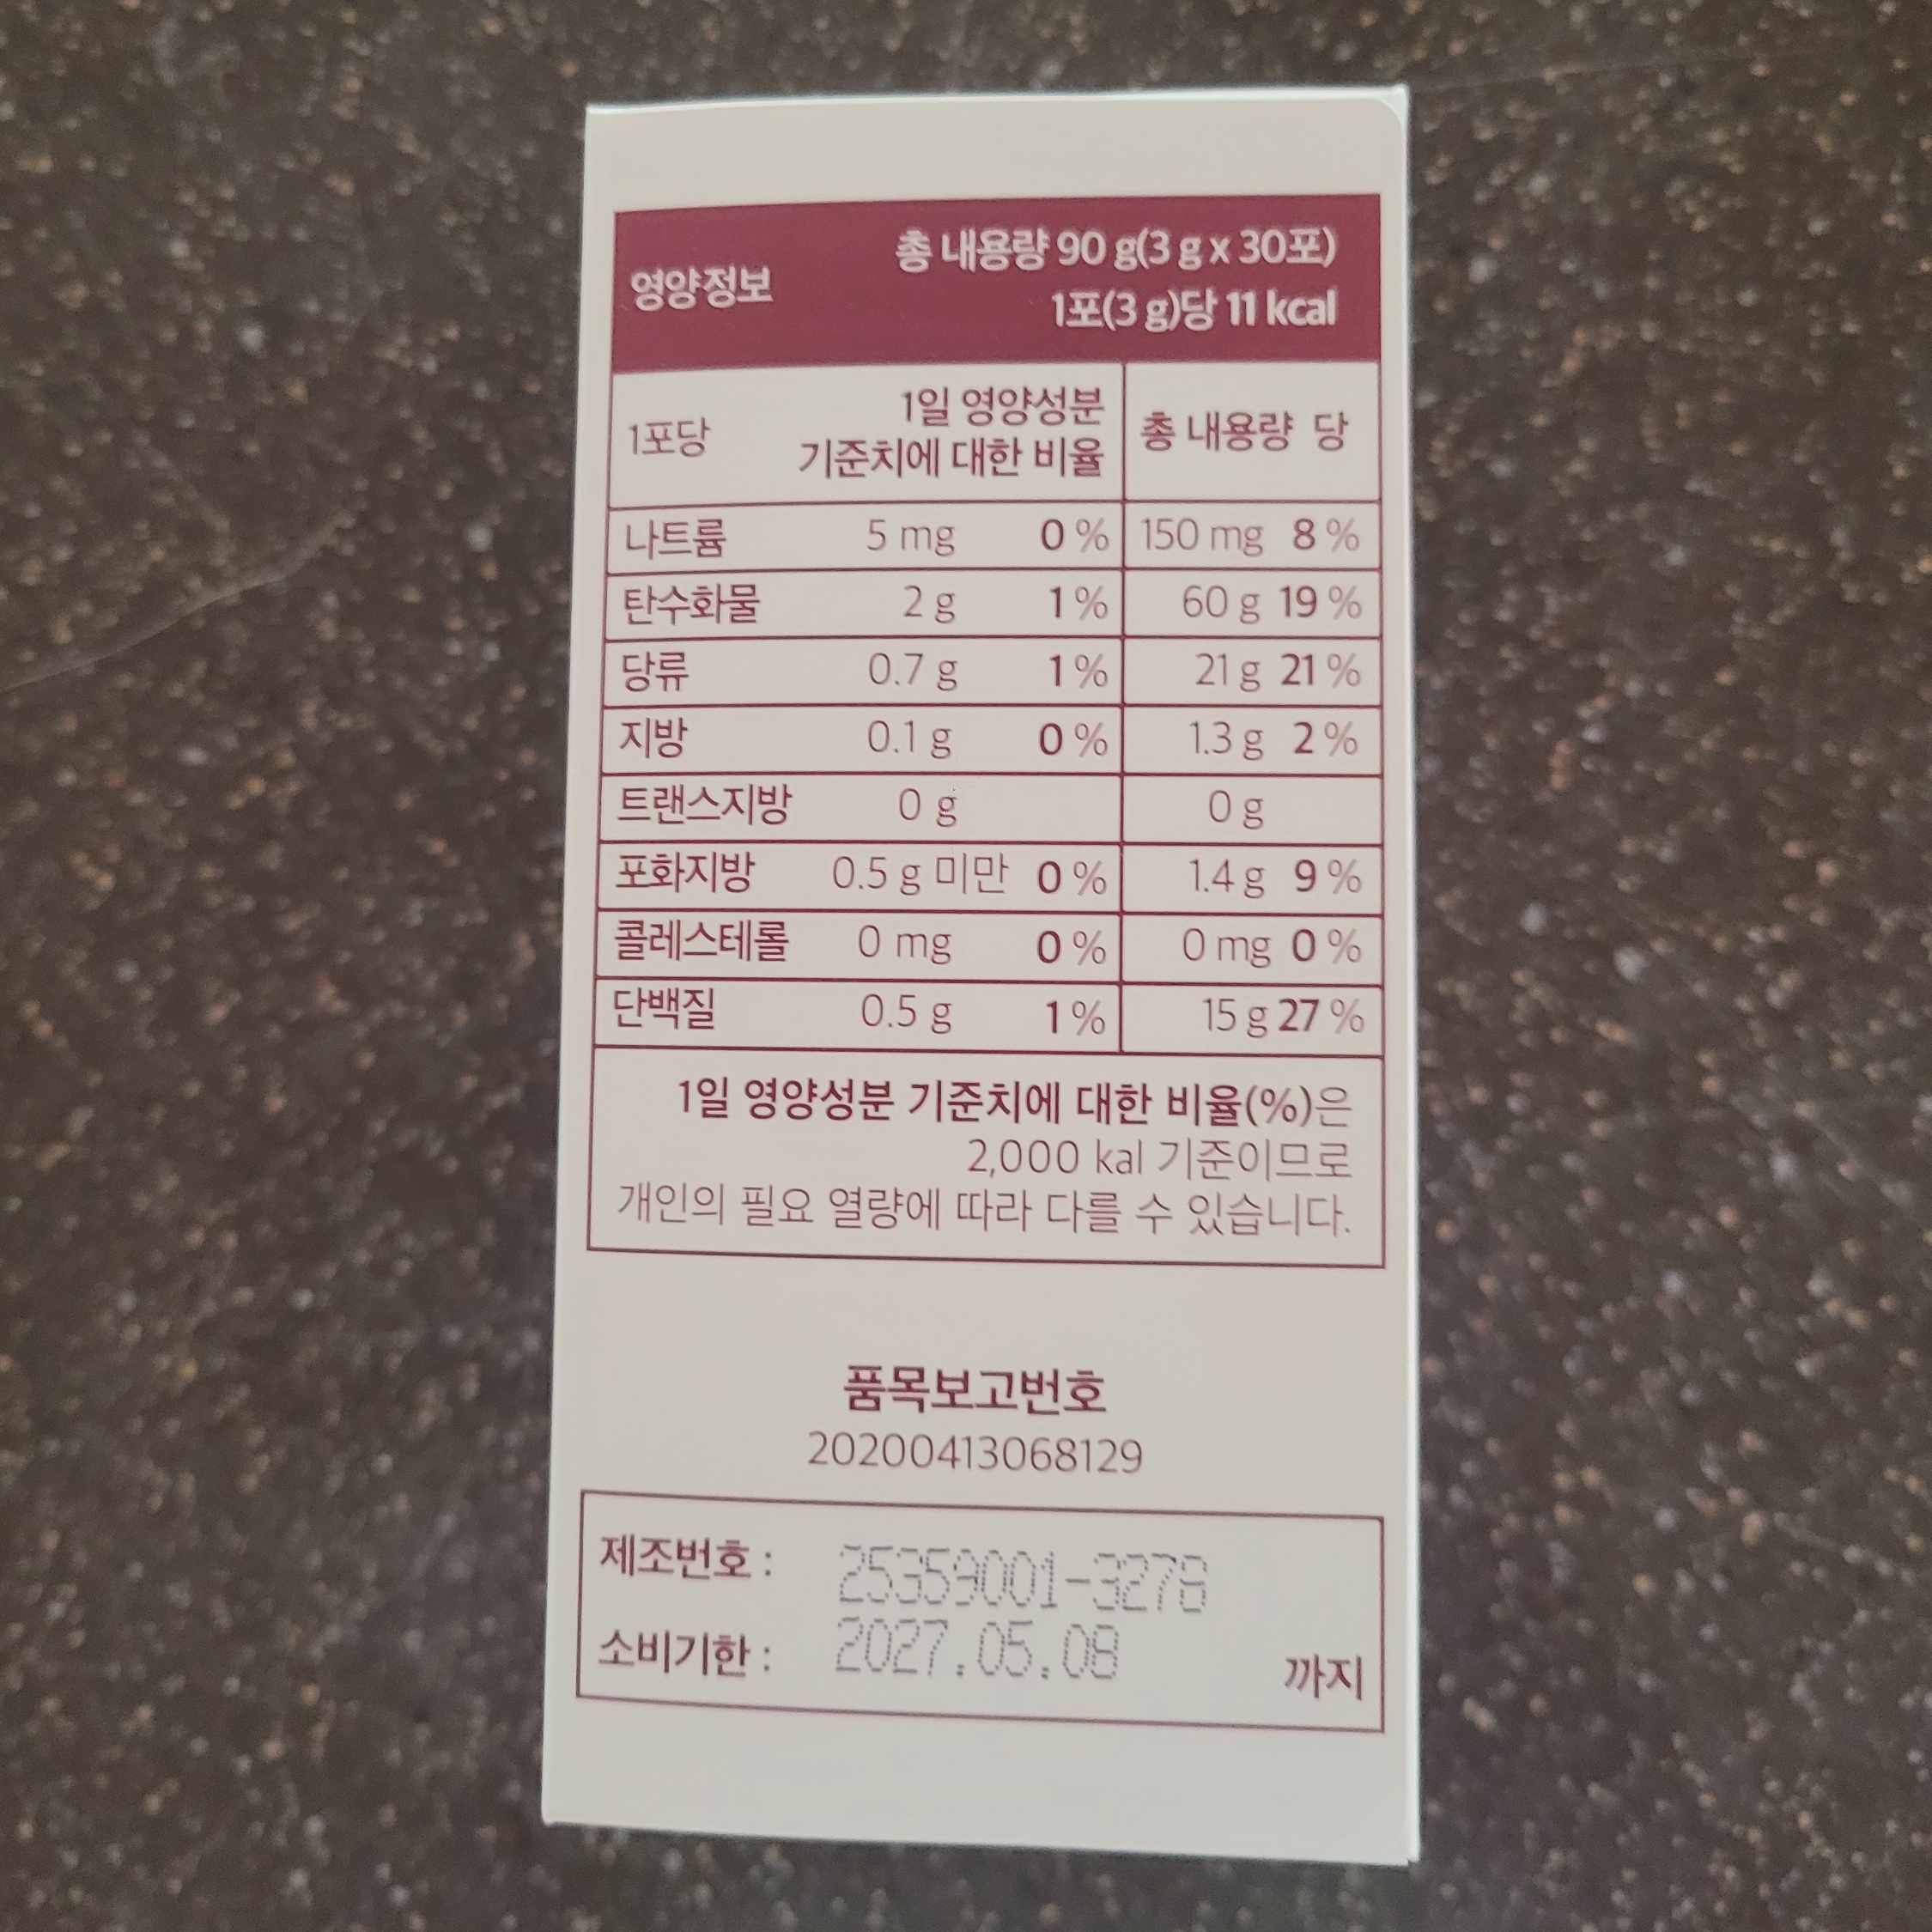 영양정보
총 내용량 90 g(3 g x 30포)
1포(3 g)당 11 kcal
1포당 1일 영양성분 기준치에 대한 비율 총 내용량 당
나트륨 5 mg 0 % 150 mg 8 %
탄수화물 2 g 1 % 60 g 19 %
당류 0.7 g 1 % 21 g 21 %
지방 0.1 g 0 % 1.3 g 2 %
트랜스지방 0 g 0 g
포화지방 0.5 g 미만 0 % 1.4 g 9 %
콜레스테롤 0 mg 0 % 0 mg 0 %
단백질 0.5 g 1 % 15 g 27 %
1일 영양성분 기준치에 대한 비율(%)은
2,000 kal 기준이므로
개인의 필요 열량에 따라 다를 수 있습니다.
품목보고번호
20200413068129
제조번호 : 25359001-3278
소비기한 : 2027.05.08 까지